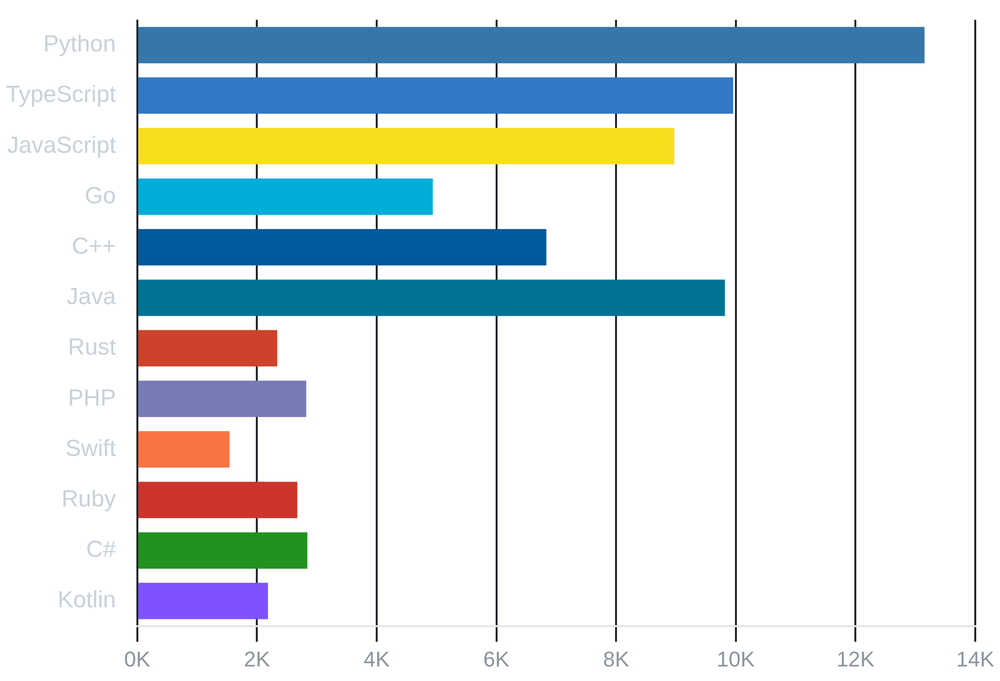 Python
TypeScript
JavaScript
Go
C++
Java
Rust
PHP
Swift
Ruby
C#
Kotlin
0K 2K 4K 6K 8K 10K 12K 14K